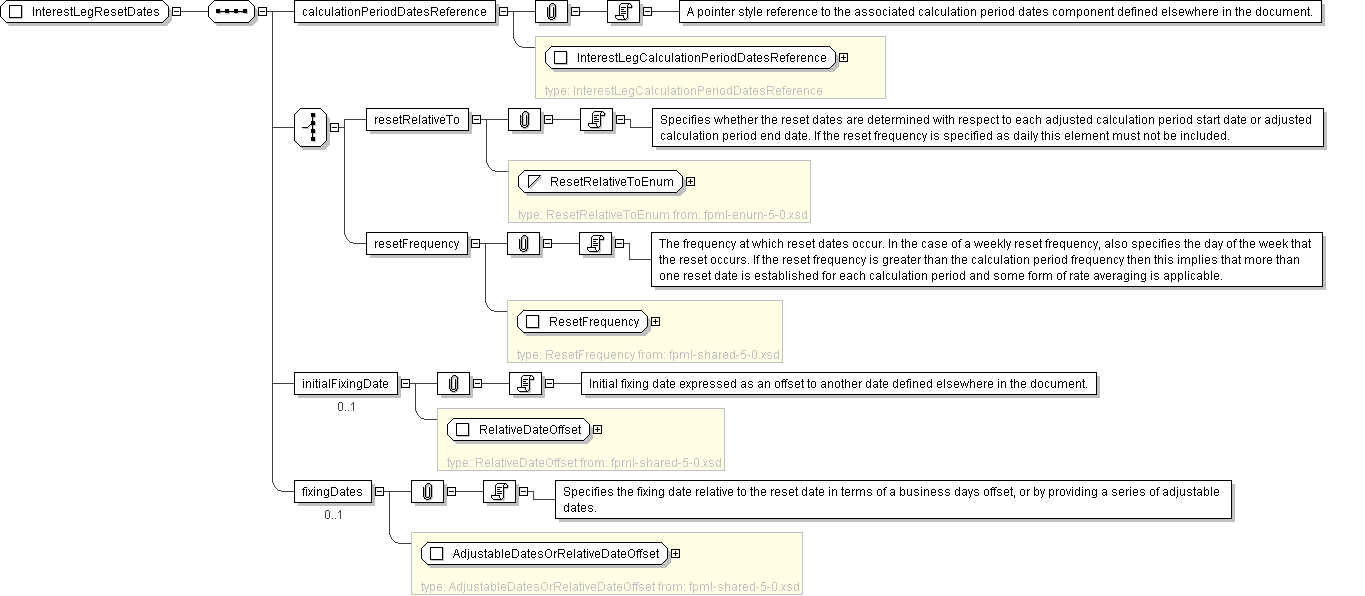 InterestLegResetDates
calculationPeriodDatesReference
A pointer style reference to the associated calculation period dates component defined elsewhere in the document.
InterestLegCalculationPeriodDatesReference
type: InterestLegCalculationPeriodDatesReference
resetRelativeTo
Specifies whether the reset dates are determined with respect to each adjusted calculation period start date or adjusted
calculation period end date. If the reset frequency is specified as daily this element must not be included.
ResetRelativeToEnum
type: ResetRelativeToEnum from: fpml-enum-5-0.xsd
resetFrequency
The frequency at which reset dates occur. In the case of a weekly reset frequency, also specifies the day of the week that
the reset occurs. If the reset frequency is greater than the calculation period frequency then this implies that more than
one reset date is established for each calculation period and some form of rate averaging is applicable.
ResetFrequency
type: ResetFrequency from: fpml-shared-5-0.xsd
initialFixingDate
Initial fixing date expressed as an offset to another date defined elsewhere in the document.
0..1
RelativeDateOffset
type: RelativeDateOffset from: fpml-shared-5-0.xsd
fixingDates
Specifies the fixing date relative to the reset date in terms of a business days offset, or by providing a series of adjustable
dates.
0..1
AdjustableDatesOrRelativeDateOffset
type: AdjustableDatesOrRelativeDateOffset from: fpml-shared-5-0.xsd